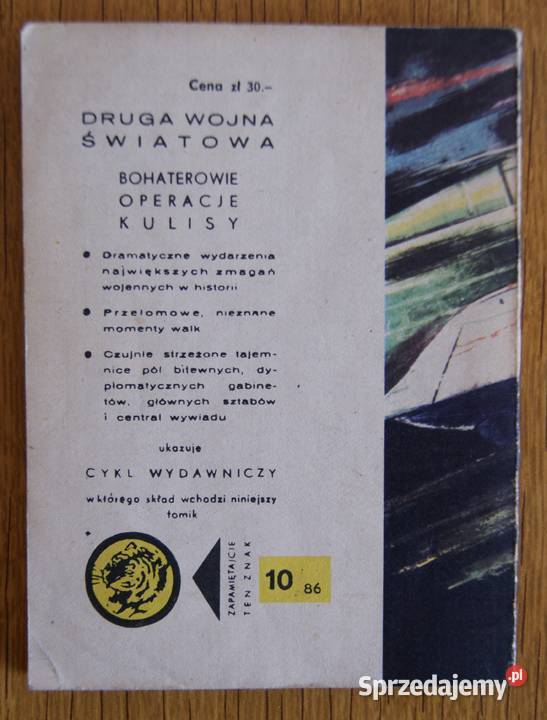 Cena zł 30.–
DRUGA WOJNA
ŚWIATOWA
BOHATEROWIE
OPERACJE
KULISY
● Dramatyczne wydarzenia
największych zmagań
wojennych w historii
● Przełomowe, nieznane
momenty walk
● Czujnie strzeżone tajem-
nice pól bitewnych, dy-
plomatycznych gabine-
tów, głównych sztabów
i central wywiadu
ukazuje
CYKL WYDAWNICZY
w którego skład wchodzi niniejszy
tomik
ZAPAMIĘTAJCIE
TEN ZNAK
10 86
Sprzedajemy.pl